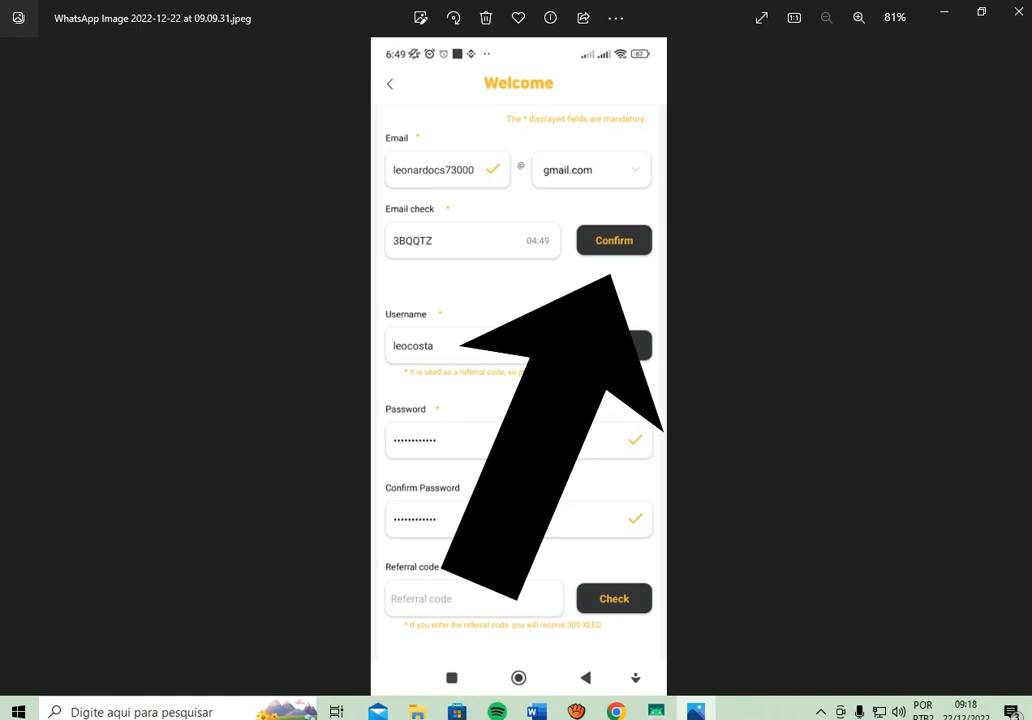 WhatsApp Image 2022-12-22 at 09.09.31.jpeg
81%
6:49
67
Welcome
The * displayed fields are mandatory.
Email *
leonardocs73000 @ gmail.com
Email check *
3BQQTZ 04:49 Confirm
Username *
leocosta
* It is used as a referral code, so
Password *
••••••••••••
Confirm Password
••••••••••••
Referral code
Referral code Check
* If you enter the referral code, you will receive 300 XEED.
Digite aqui para pesquisar
POR
PTB2
09:18
22/12/2022